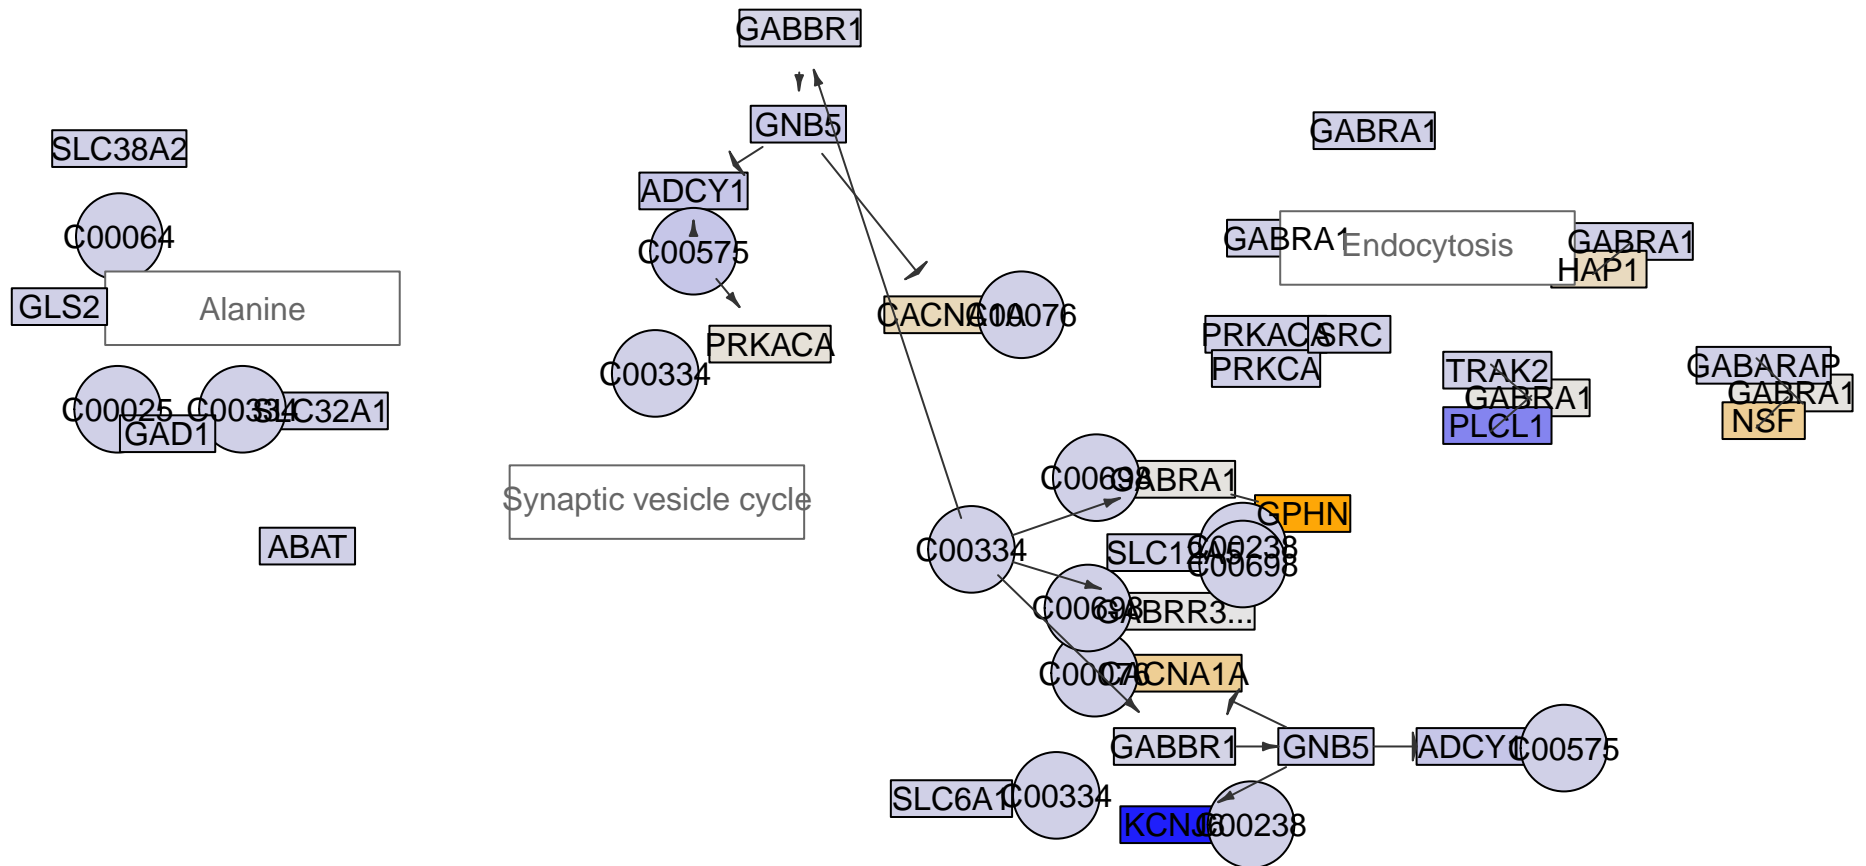 GABBR1
GNB5
GABRA1
SLC38A2
ADCY1
C00064
C00575
GABRA1
Endocytosis
GABRA1
HAP1
GLS2
Alanine
CACNA1A
C00076
PRKACA
PRKACA
SRC
C00334
PRKCA
TRAK2
GABARAP
GABRA1
GABRA1
C00025
C00334
SLC32A1
GAD1
PLCL1
NSF
C00698
GABRA1
Synaptic vesicle cycle
GPHN
ABAT
C00334
SLC12A5
C00238
C00698
C00698
GABRR3...
C00076
CACNA1A
GABBR1
GNB5
ADCY1
C00575
SLC6A1
C00334
KCNJ6
C00238